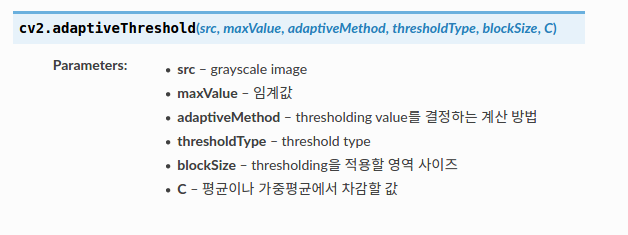 cv2.adaptiveThreshold(src, maxValue, adaptiveMethod, thresholdType, blockSize, C)
Parameters:
• src – grayscale image
• maxValue – 임계값
• adaptiveMethod – thresholding value를 결정하는 계산 방법
• thresholdType – threshold type
• blockSize – thresholding을 적용할 영역 사이즈
• C – 평균이나 가중평균에서 차감할 값